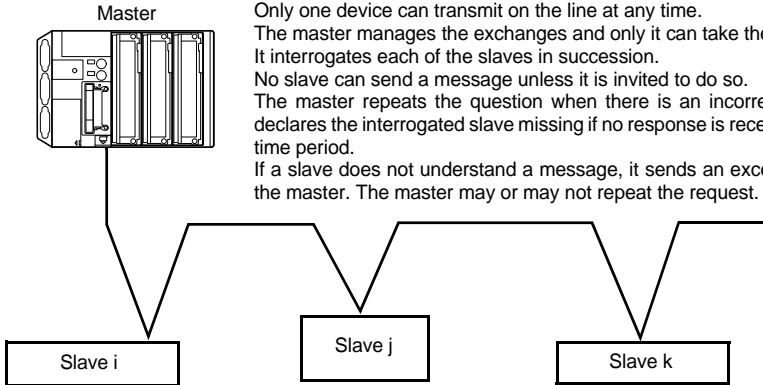 Master
Only one device can transmit on the line at any time.
The master manages the exchanges and only it can take the
It interrogates each of the slaves in succession.
No slave can send a message unless it is invited to do so.
The master repeats the question when there is an
declares the interrogated slave missing if no response is
time period.
If a slave does not understand a message, it sends an
the master. The master may or may not repeat the request.
Slave i
Slave j
Slave k